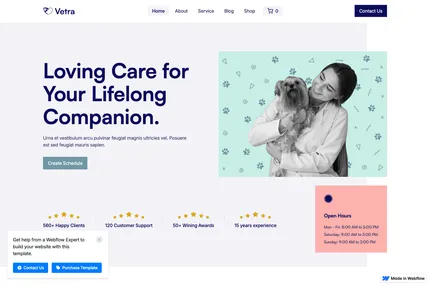 Vetra
Home
About
Service
Blog
Shop
0
Contact Us
Loving Care for
Your Lifelong
Companion.
Urna et vestibulum arcu pulvinar feugiat magnis ultricies vel. Posuere
est sed feugiat mauris sapien.
Create Schedule
560+ Happy Clients
120 Customer Support
50+ Wining Awards
15 years experience
Open Hours
Mon - Fri: 8:00 AM to 3:00 PM
Saturday: 9:00 AM to 2:00 PM
Sunday: 9:00 AM to 2:00 PM
Get help from a Webflow Expert to
build your website with this
template.
Contact Us
Purchase Template
Made in Webflow